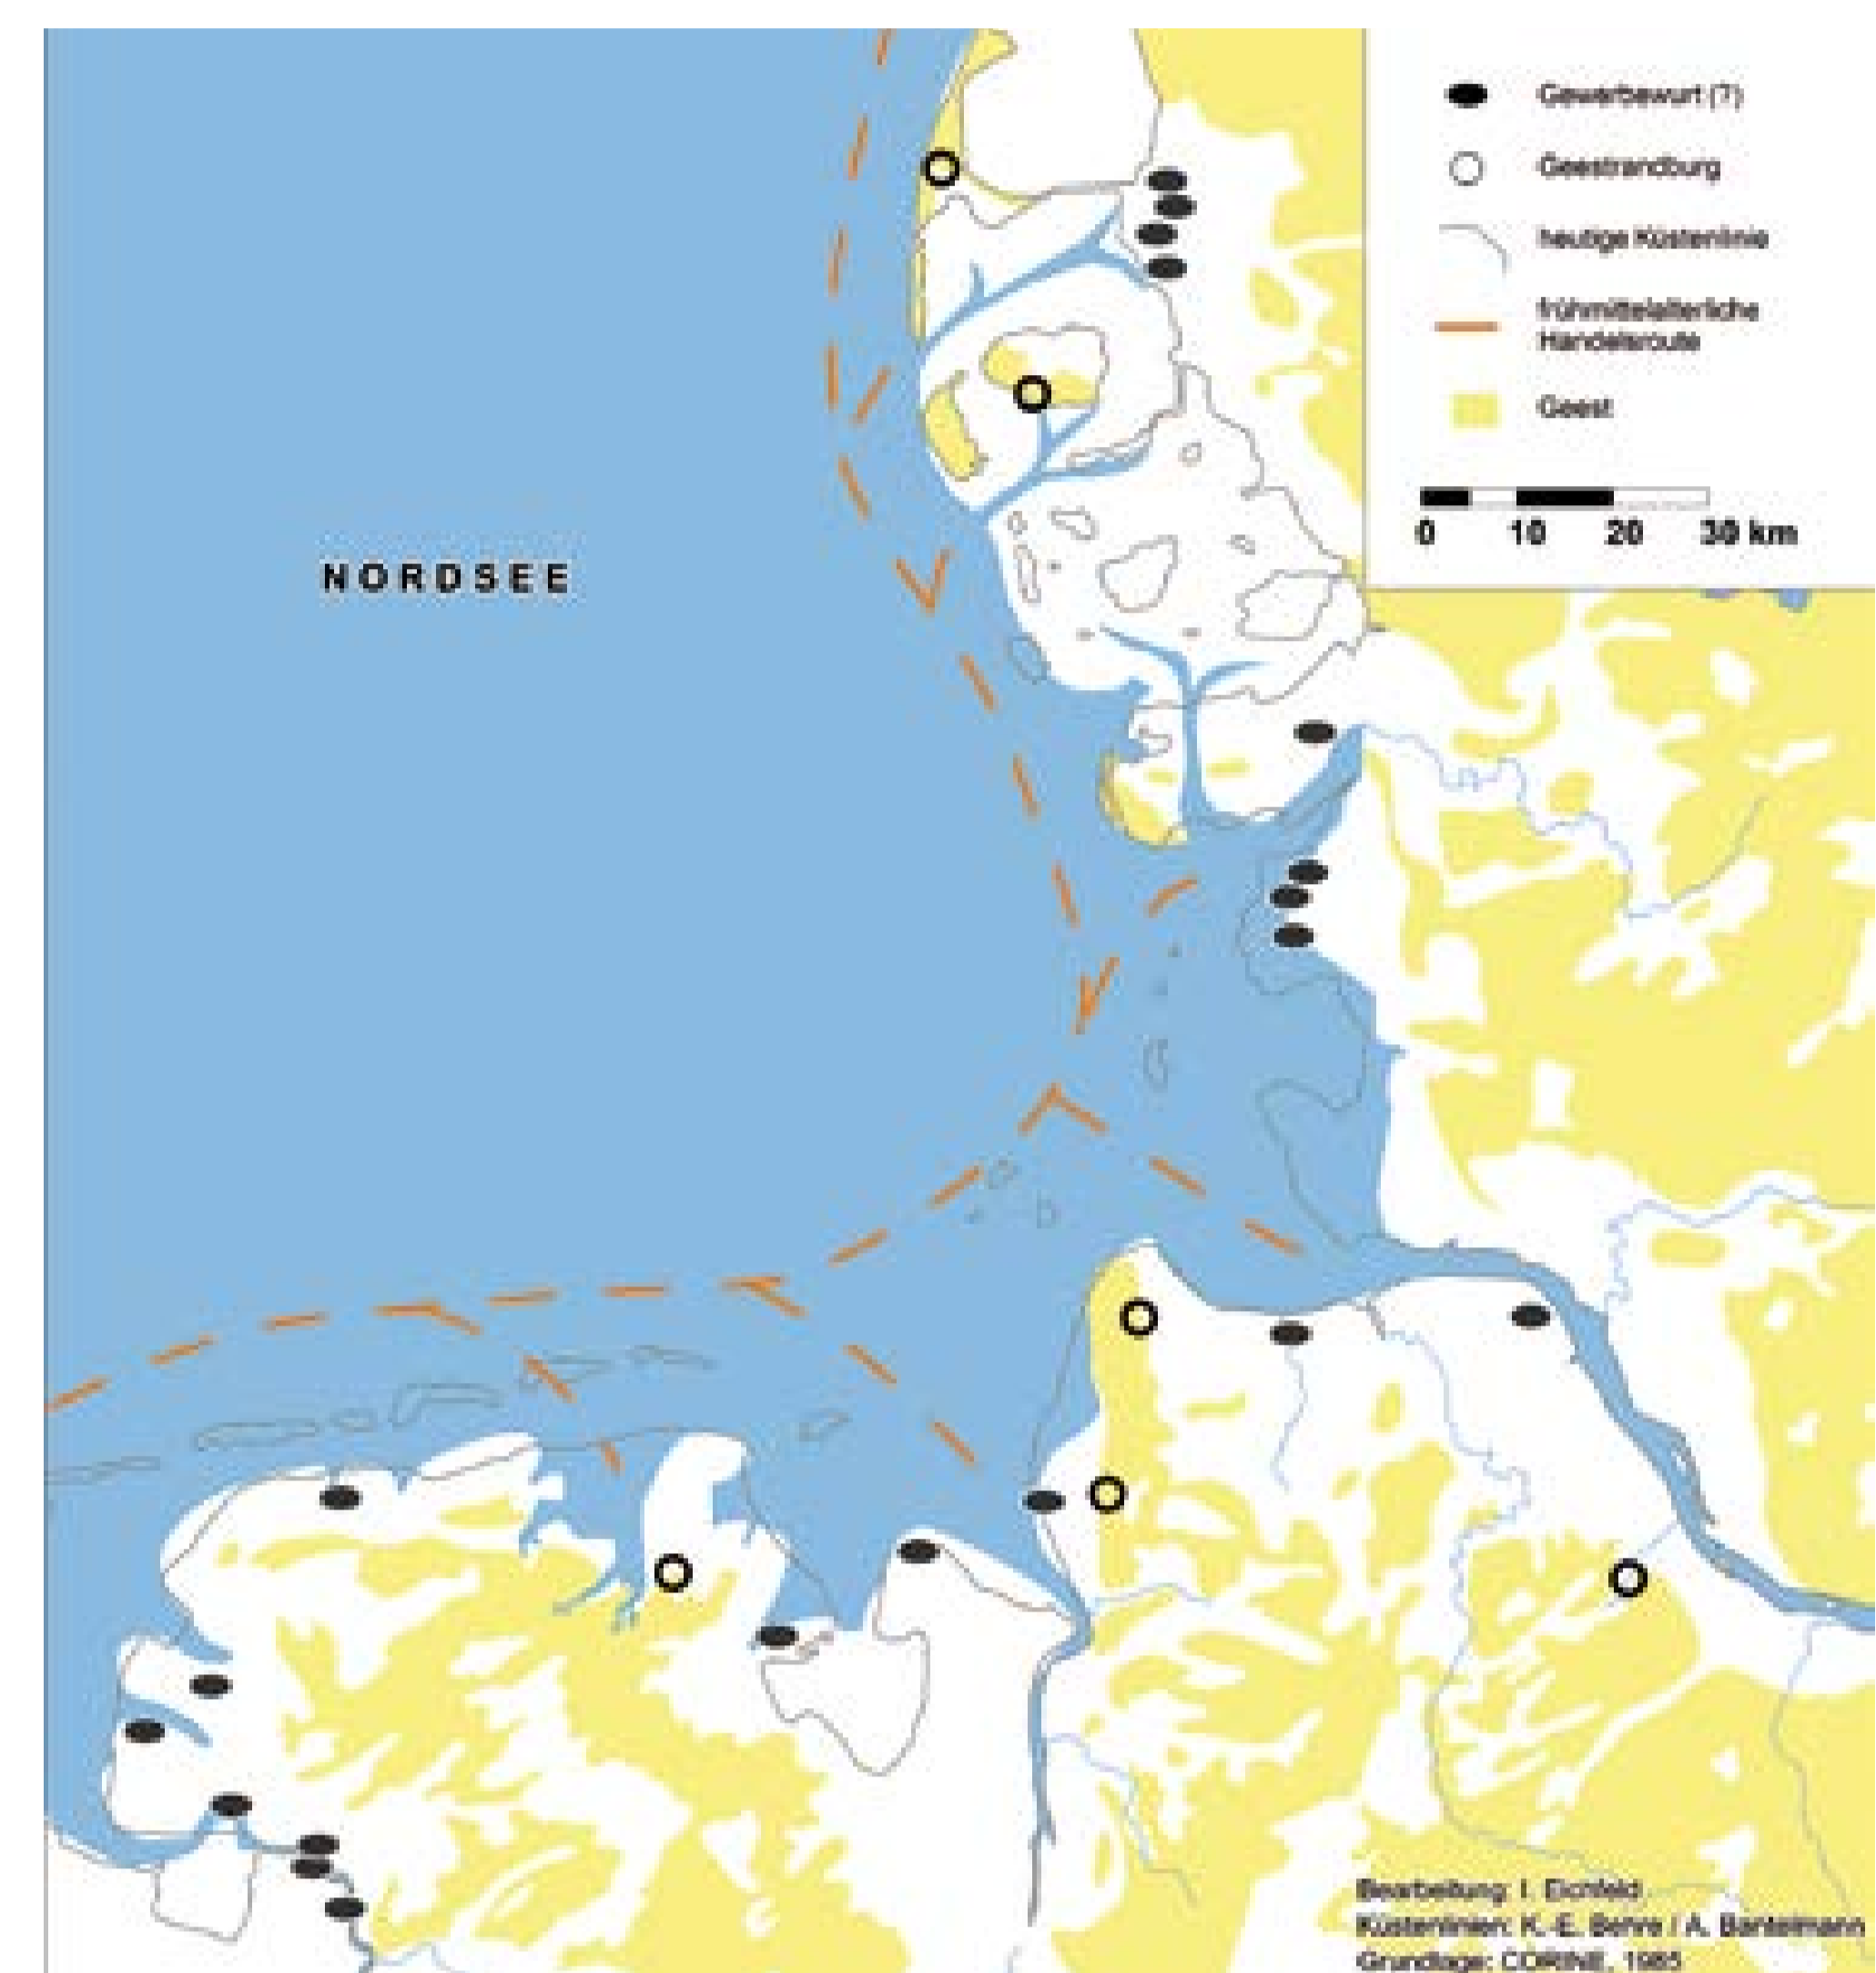 Gewerbewurt (?)
Geestrandburg
heutige Küstenlinie
frühmittelalterliche
Handelsroute
Geest
0 10 20 30 km
NORDSEE
Bearbeitung: I. Eichfeld
Küstenlinien: K.-E. Behre / A. Bantelmann
Grundlage: CORINE, 1985